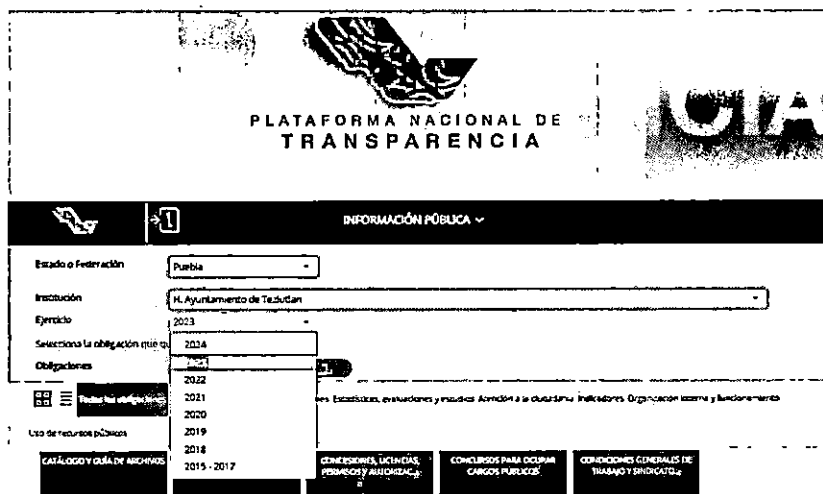 PLATAFORMA NACIONAL DE
TRANSPARENCIA
INFORMACIÓN PÚBLICA
Estado o Federación
Puebla
Institución
H. Ayuntamiento de Teziutlán
Ejercicio
2023
Selecciona la obligación que qu
2024
Obligaciones
2022
2021
2020
2019
2018
2015 - 2017
Estadísticas, evaluaciones y estudios Atención a la ciudadanía Indicadores Organización interna y funcionamiento
Uso de recursos públicos
CATÁLOGO Y GUÍA DE ARCHIVOS
CONCESIONES, LICENCIAS,
PERMISOS Y AUTORIZAC...
CONCURSOS PARA OCUPAR
CARGOS PÚBLICOS
CONDICIONES GENERALES DE
TRABAJO Y SINDICATO...